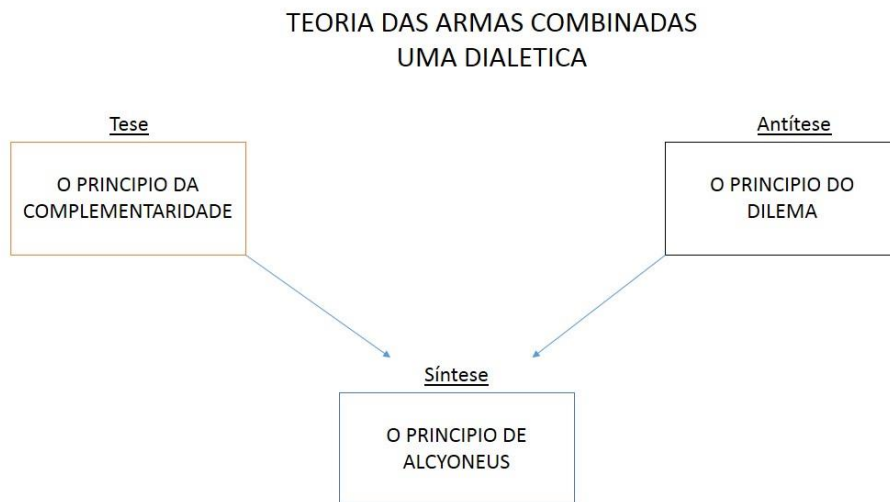 TEORIA DAS ARMAS COMBINADAS
UMA DIALETICA
Tese
O PRINCIPIO DA
COMPLEMENTARIDADE
Antítese
O PRINCIPIO DO
DILEMA
Síntese
O PRINCIPIO DE
ALCYONEUS